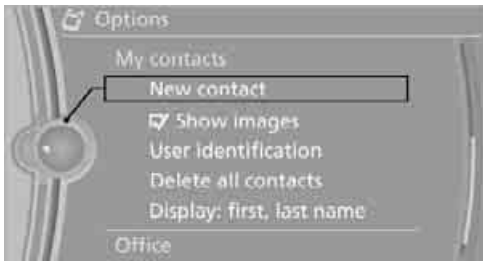 Options
My contacts
New contact
Show images
User identification
Delete all contacts
Display: first, last name
Office